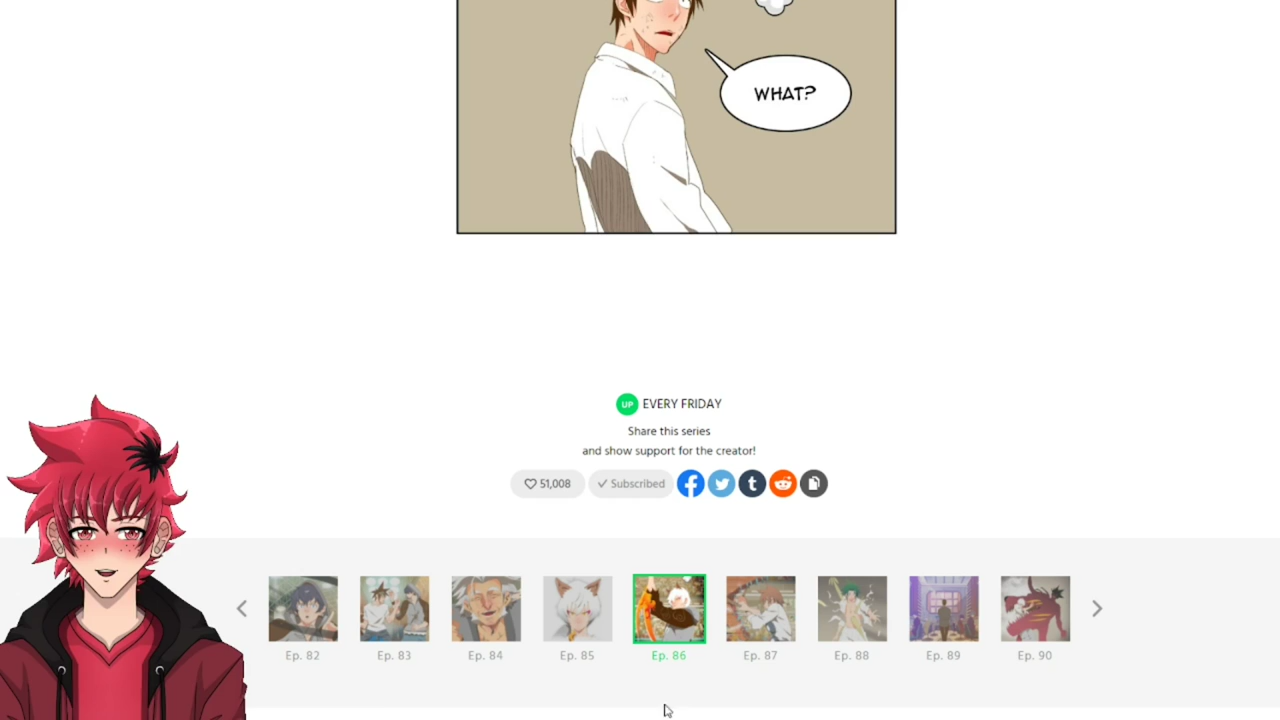 WHAT?
UP EVERY FRIDAY
Share this series
and show support for the creator!
51,008 Subscribed
Ep. 82 Ep. 83 Ep. 84 Ep. 85 Ep. 86 Ep. 87 Ep. 88 Ep. 89 Ep. 90